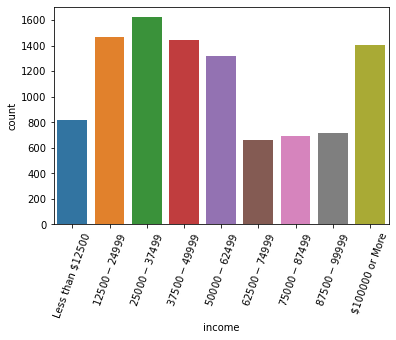 1600
1400
1200
1000
800
600
400
200
0
count
Less than $12500
12500 − 24999
25000 − 37499
37500 − 49999
50000 − 62499
62500 − 74999
75000 − 87499
87500 − 99999
$100000 or More
income